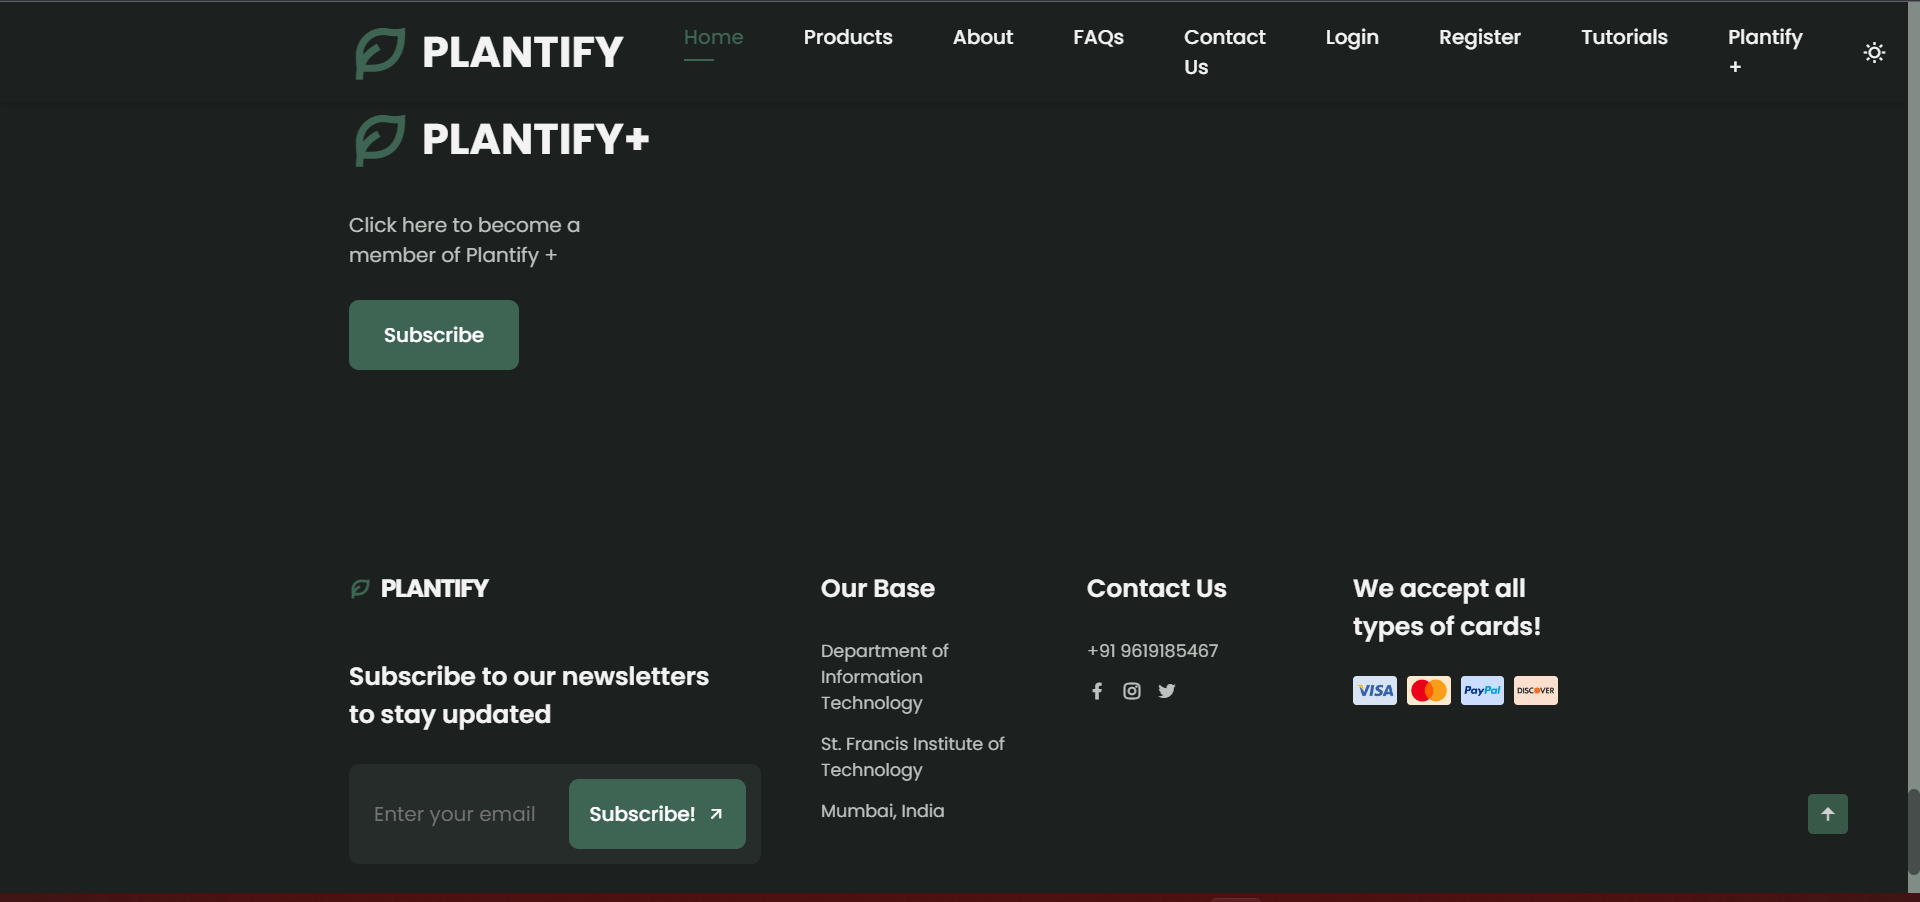 PLANTIFY
Home
Products
About
FAQs
Contact
Us
Login
Register
Tutorials
Plantify
+
PLANTIFY+
Click here to become a
member of Plantify +
Subscribe
PLANTIFY
Subscribe to our newsletters
to stay updated
Enter your email
Subscribe!
Our Base
Department of
Information
Technology
St. Francis Institute of
Technology
Mumbai, India
Contact Us
+91 9619185467
We accept all
types of cards!
VISA
PayPal
DISCOVER